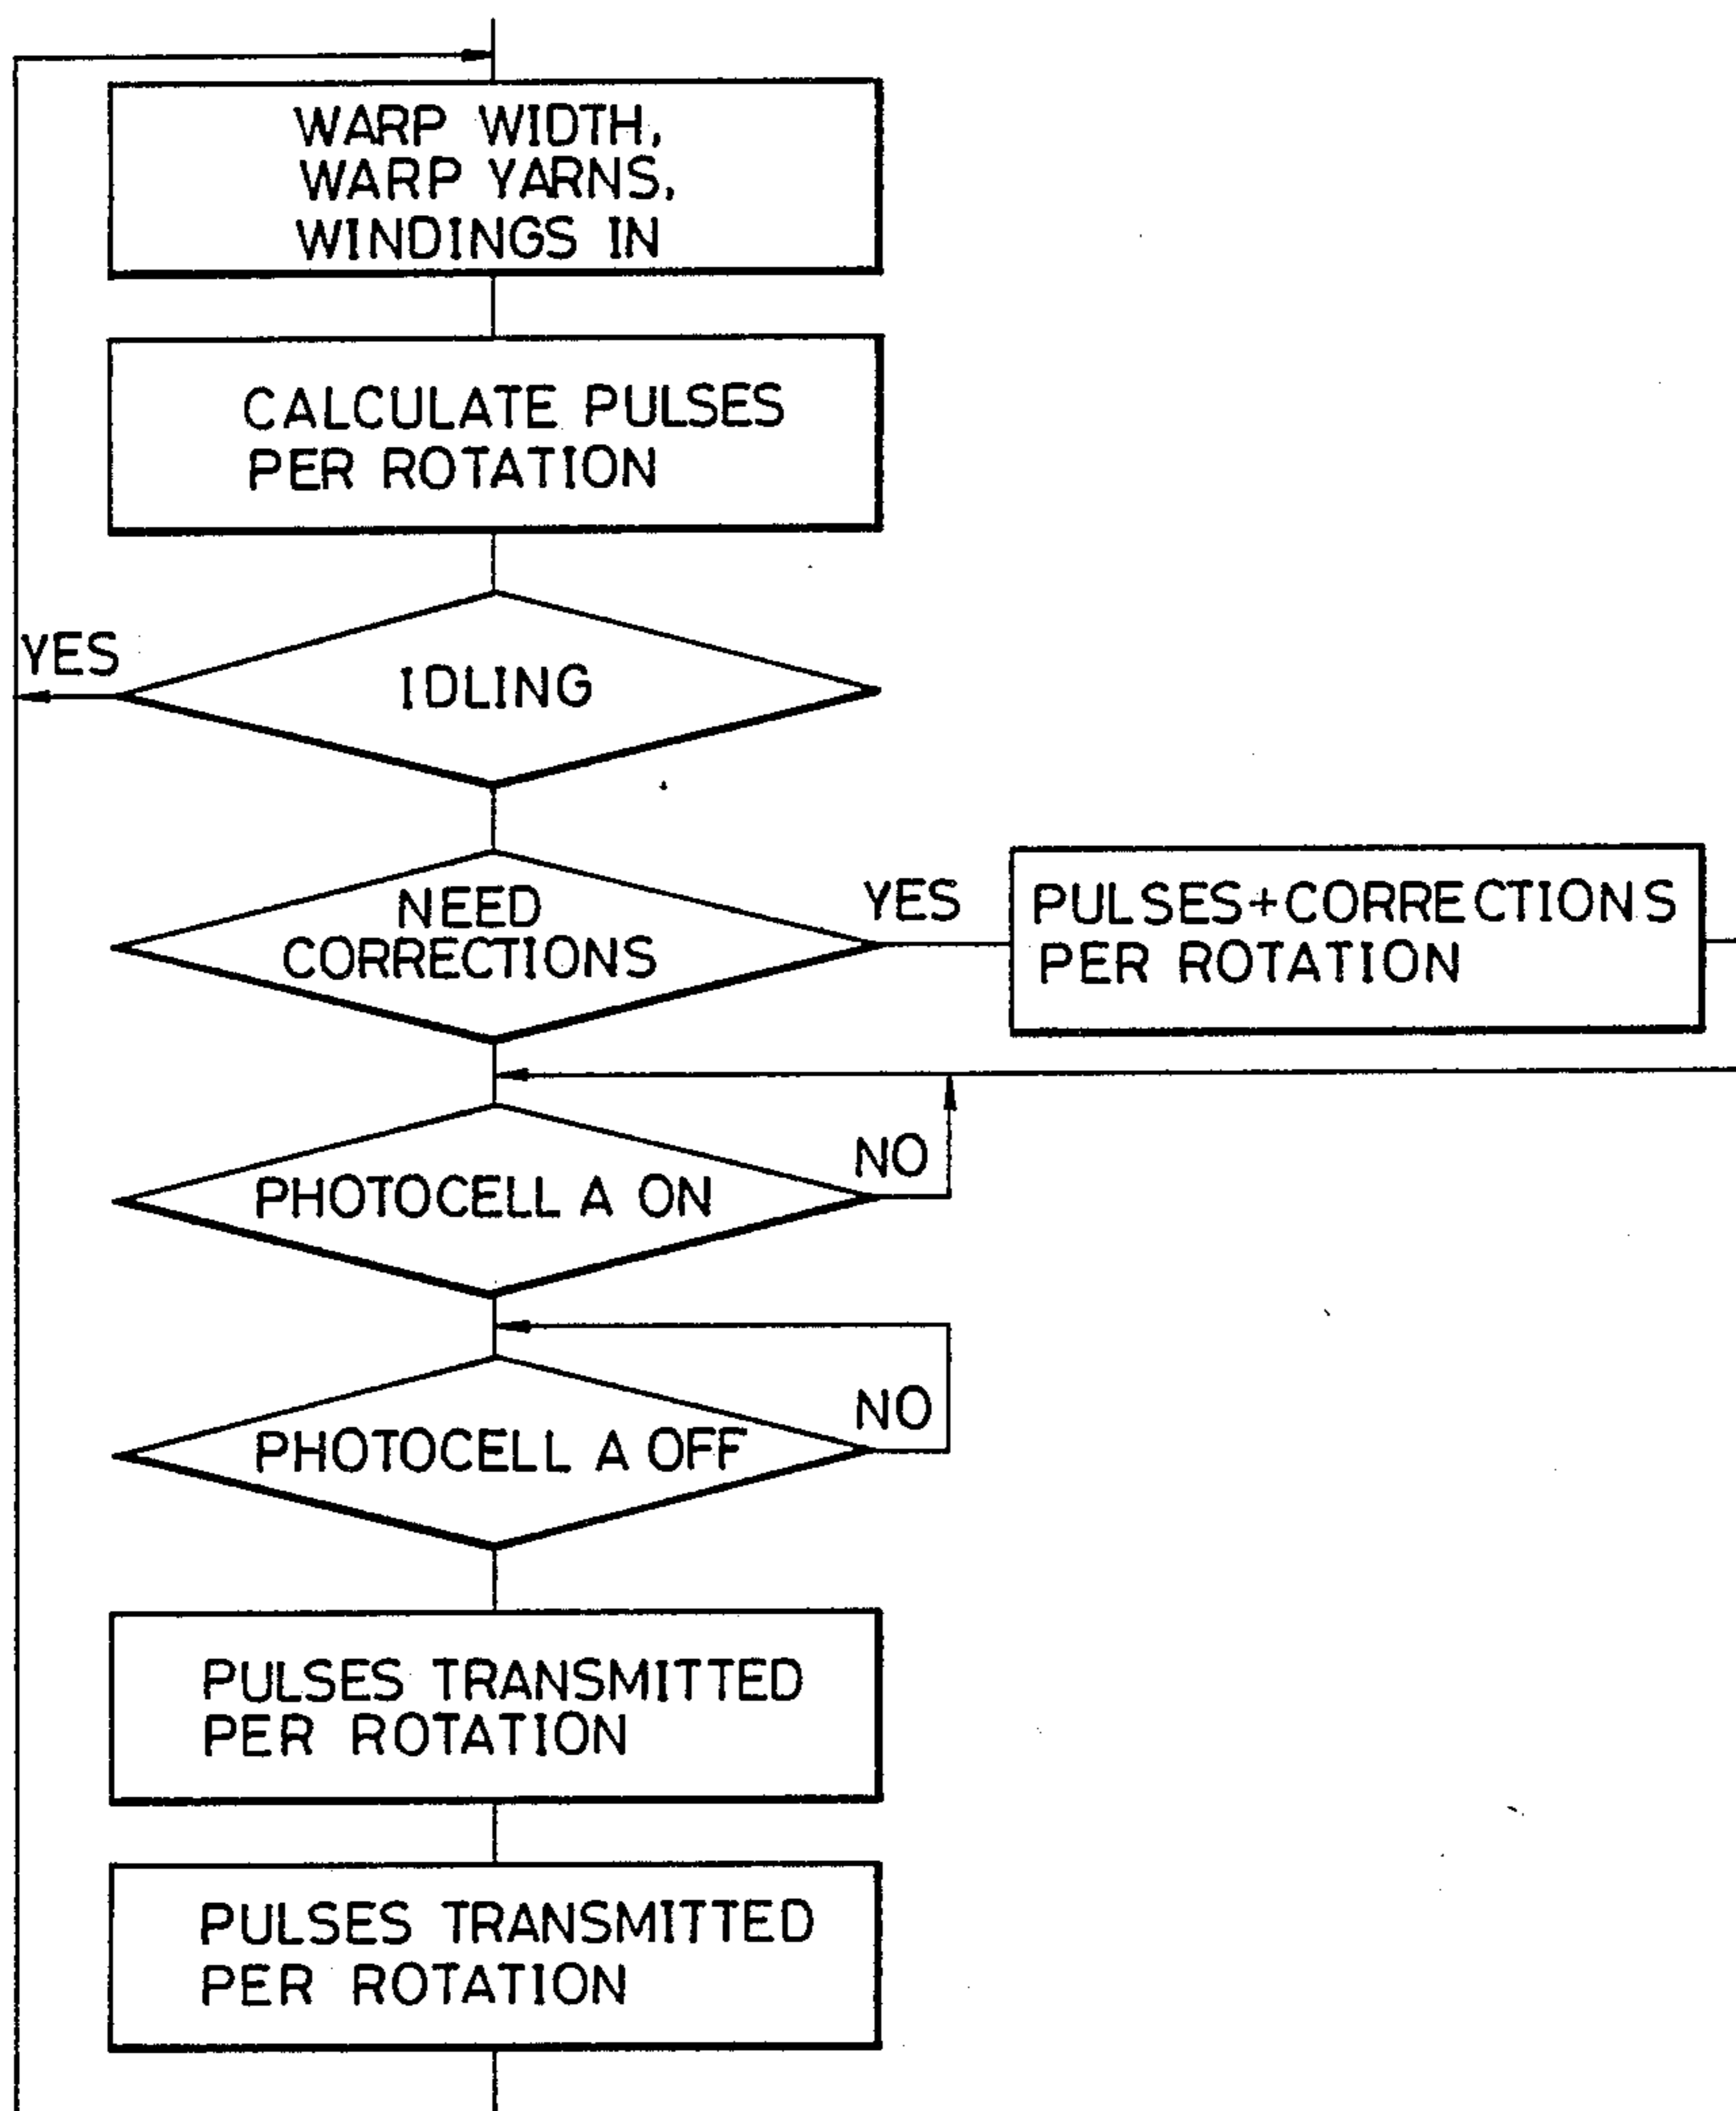 WARP WIDTH,
WARP YARNS,
WINDINGS IN
CALCULATE PULSES
PER ROTATION
YES
IDLING
NEED
CORRECTIONS
YES
PULSES+CORRECTIONS
PER ROTATION
PHOTOCELL A ON
NO
PHOTOCELL A OFF
NO
PULSES TRANSMITTED
PER ROTATION
PULSES TRANSMITTED
PER ROTATION